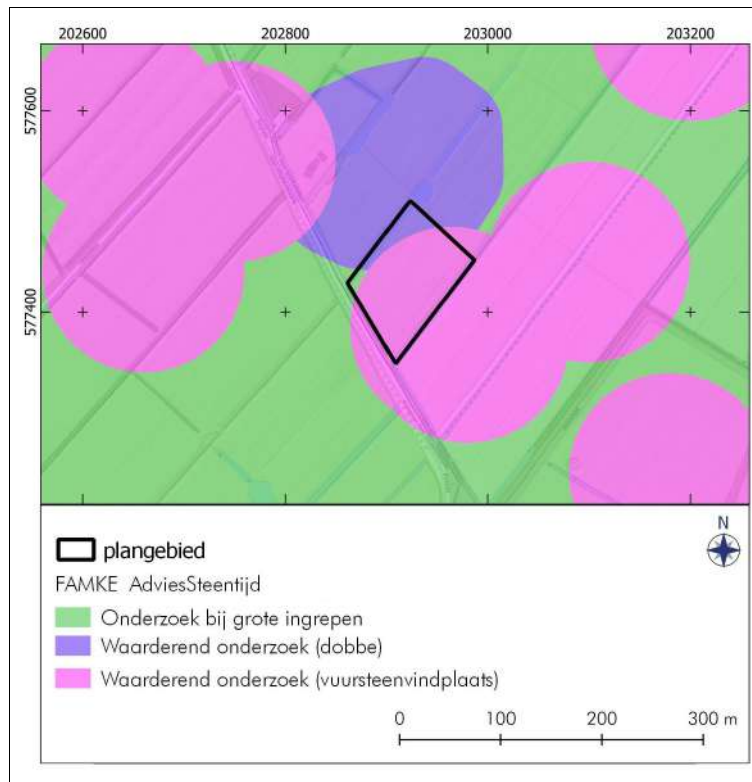 202600 202800 203000 203200
577600
577400
N
plangebied
FAMKE AdviesSteentijd
Onderzoek bij grote ingrepen
Waarderend onderzoek (dobbe)
Waarderend onderzoek (vuursteenvindplaats)
0 100 200 300 m